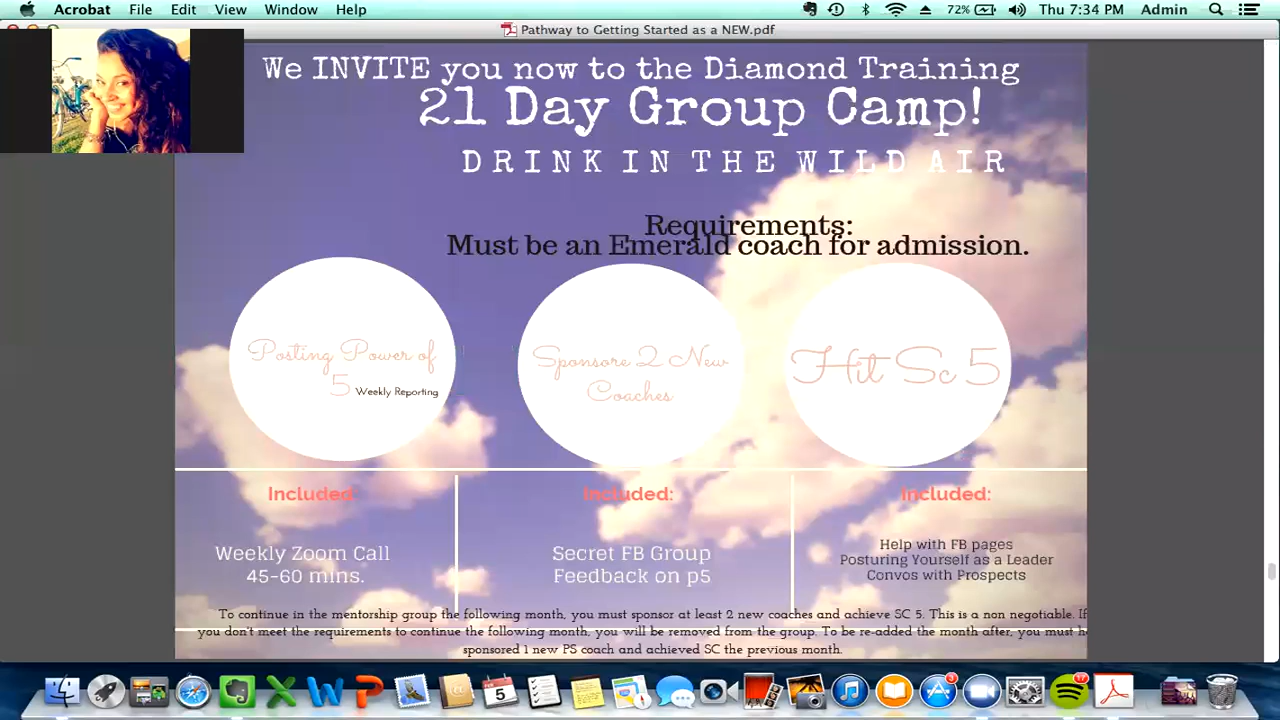 Acrobat File Edit View Window Help 72% Thu 7:34 PM Admin
Pathway to Getting Started as a NEW.pdf
We INVITE you now to the Diamond Training
21 Day Group Camp!
DRINK IN THE WILD AIR
Requirements:
Must be an Emerald coach for admission.
Posting Power of
5 Weekly Reporting
Sponsore 2 New
Coaches
Hit Sc 5
Included
Weekly Zoom Call
45-60 mins.
Included:
Secret FB Group
Feedback on p5
Included:
Help with FB pages
Posturing Yourself as a Leader
Convos with Prospects
To continue in the mentorship group the following month, you must sponsor at least 2 new coaches and achieve SC 5. This is a non negotiable. If
you don't meet the requirements to continue the following month, you will be removed from the group. To be re-added the month after, you must
sponsored 1 new PS coach and achieved SC the previous month.
FEB
5
3
17